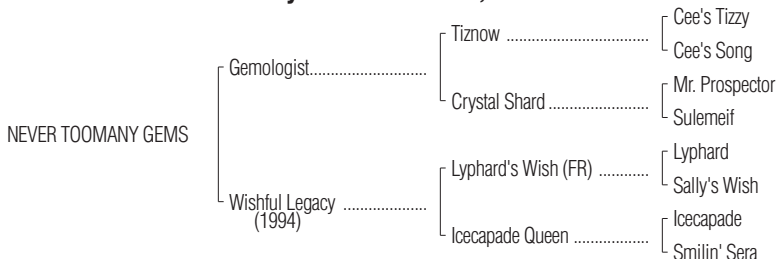 Cee's Tizzy
Tiznow ..........................................
Cee's Song
Gemologist............................
Mr. Prospector
Crystal Shard ........................
Sulemeif
NEVER TOOMANY GEMS
Lyphard
Lyphard's Wish (FR) ............
Sally's Wish
Wishful Legacy ....................
(1994)
Icecapade
Icecapade Queen ..................
Smilin' Sera